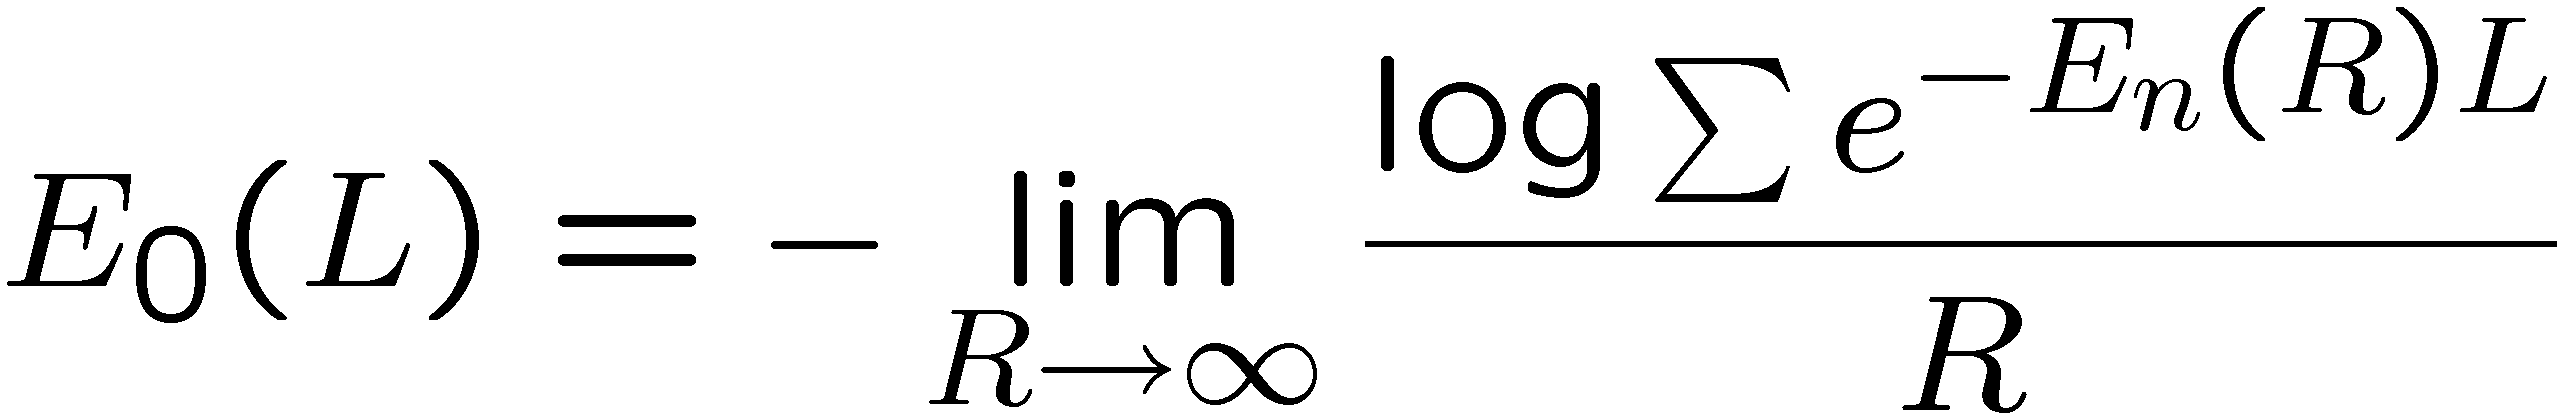 $E_0(L) = -\lim_{R \to \infty} \frac{\log \sum e^{-E_n(R)L}}{R}$